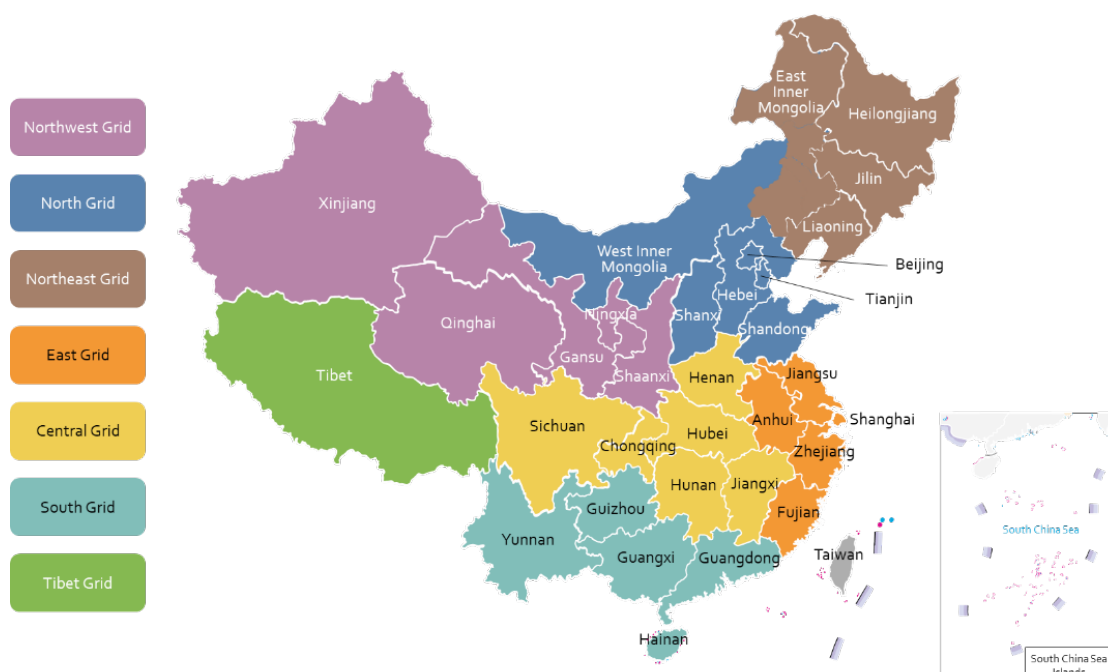 Northwest Grid
North Grid
Northeast Grid
East Grid
Central Grid
South Grid
Tibet Grid
East
Inner
Mongolia
Heilongjiang
Jilin
Liaoning
Xinjiang
West Inner
Mongolia
Beijing
Tianjin
Hebei
Shanxi
Shandong
Qinghai
Ningxia
Gansu
Shaanxi
Tibet
Henan
Jiangsu
Anhui
Shanghai
Sichuan
Chongqing
Hubei
Zhejiang
Hunan
Jiangxi
Fujian
Guizhou
Yunnan
Guangxi
Guangdong
Taiwan
Hainan
South China Sea
South China Sea
Islands